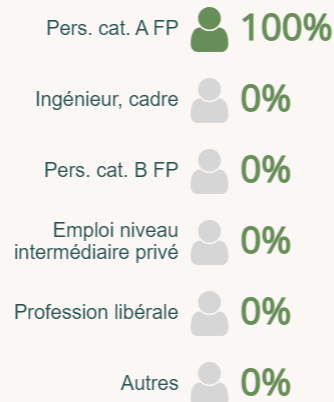 Pers. cat. A FP 100%
Ingénieur, cadre 0%
Pers. cat. B FP 0%
Emploi niveau
intermédiaire privé 0%
Profession libérale 0%
Autres 0%